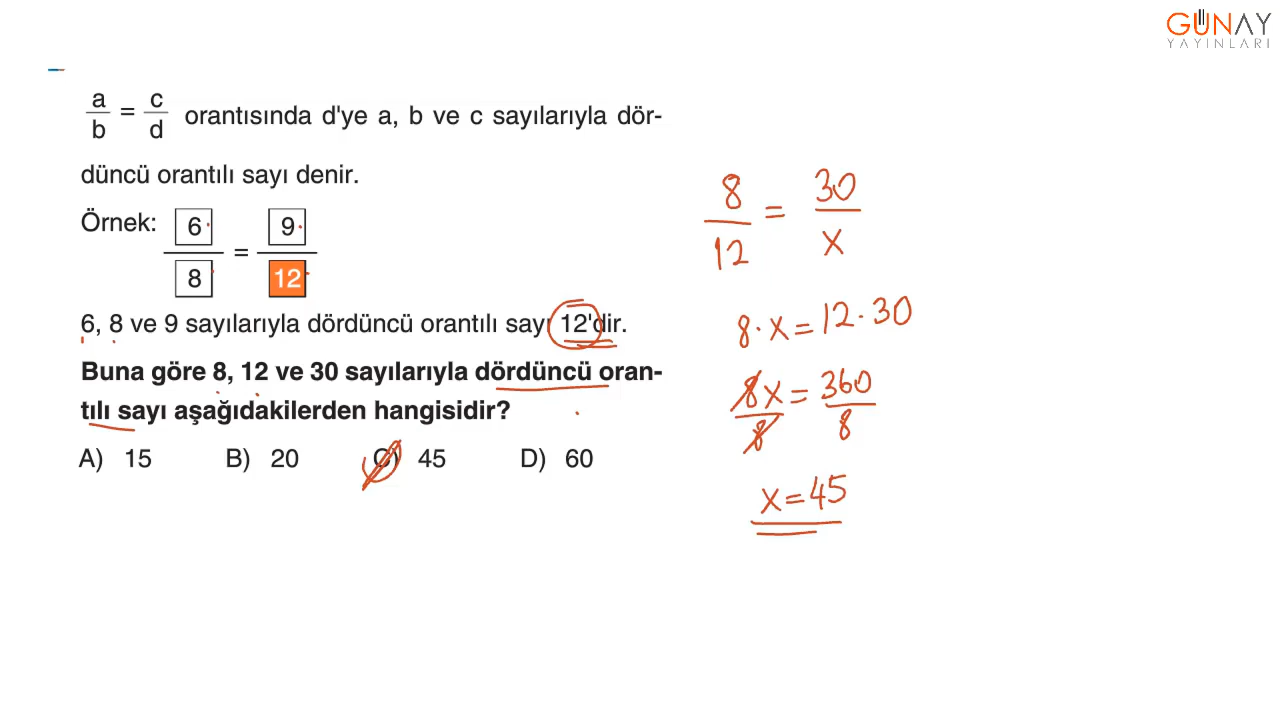 GÜNAY
YAYINLARI
a/b = c/d orantısında d'ye a, b ve c sayılarıyla dör-
düncü orantılı sayı denir.
Örnek: 6/8 = 9/12
6, 8 ve 9 sayılarıyla dördüncü orantılı sayı 12'dir.
Buna göre 8, 12 ve 30 sayılarıyla dördüncü oran-
tılı sayı aşağıdakilerden hangisidir?
A) 15 B) 20 C) 45 D) 60
8/12 = 30/x
8·x=12·30
8x/8 = 360/8
x=45